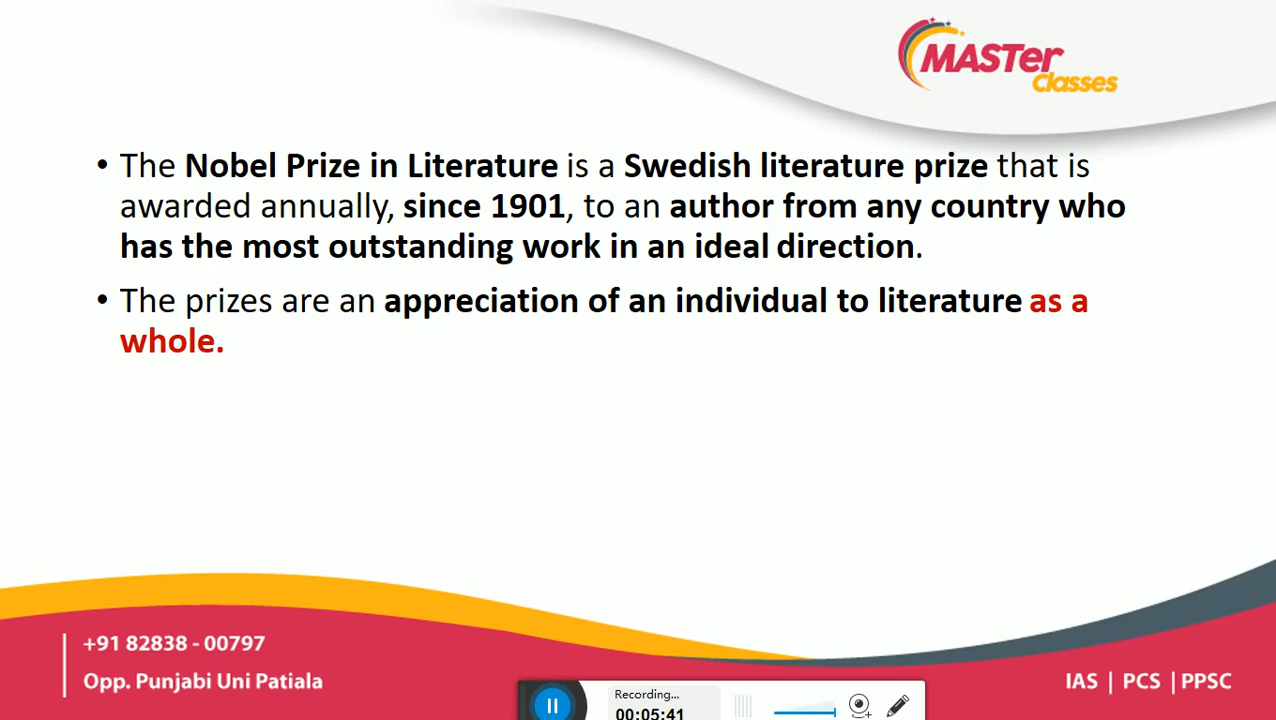 MASTer
Classes
• The Nobel Prize in Literature is a Swedish literature prize that is
awarded annually, since 1901, to an author from any country who
has the most outstanding work in an ideal direction.
• The prizes are an appreciation of an individual to literature as a
whole.
+91 82838 - 00797
Opp. Punjabi Uni Patiala
IAS | PCS | PPSC
Recording...
00:05:41